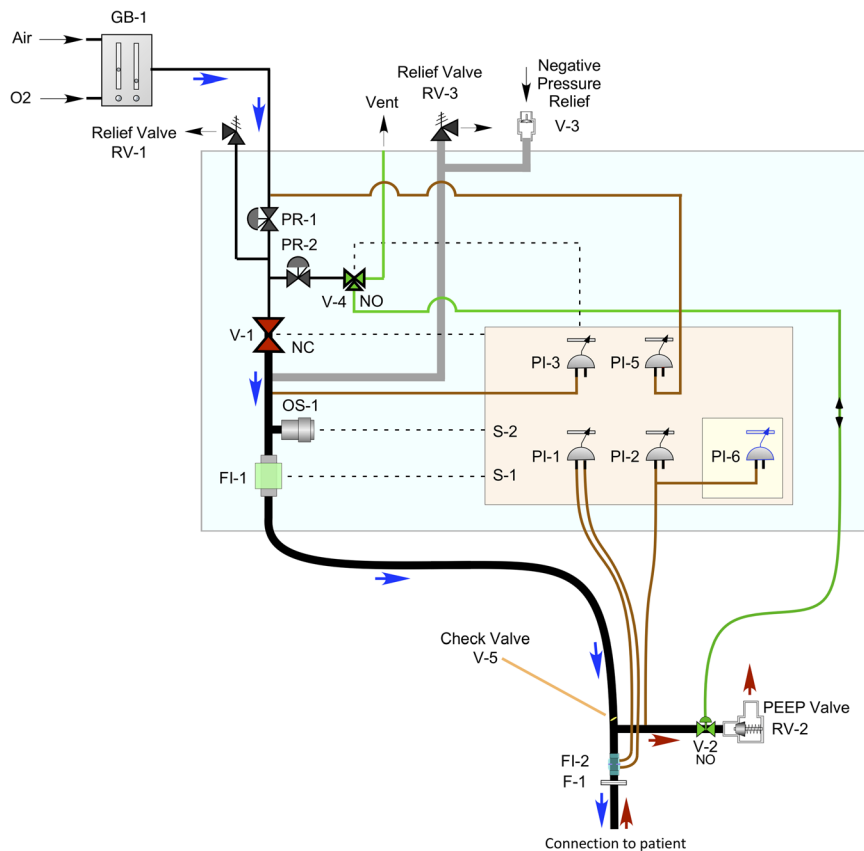 GB-1
Air
O2
Relief Valve
RV-1
Vent
Relief Valve
RV-3
Negative
Pressure
Relief
V-3
PR-1
PR-2
V-4
NO
V-1
NC
PI-3
PI-5
OS-1
S-2
PI-1
PI-2
PI-6
FI-1
S-1
Check Valve
V-5
PEEP Valve
RV-2
V-2
NO
FI-2
F-1
Connection to patient